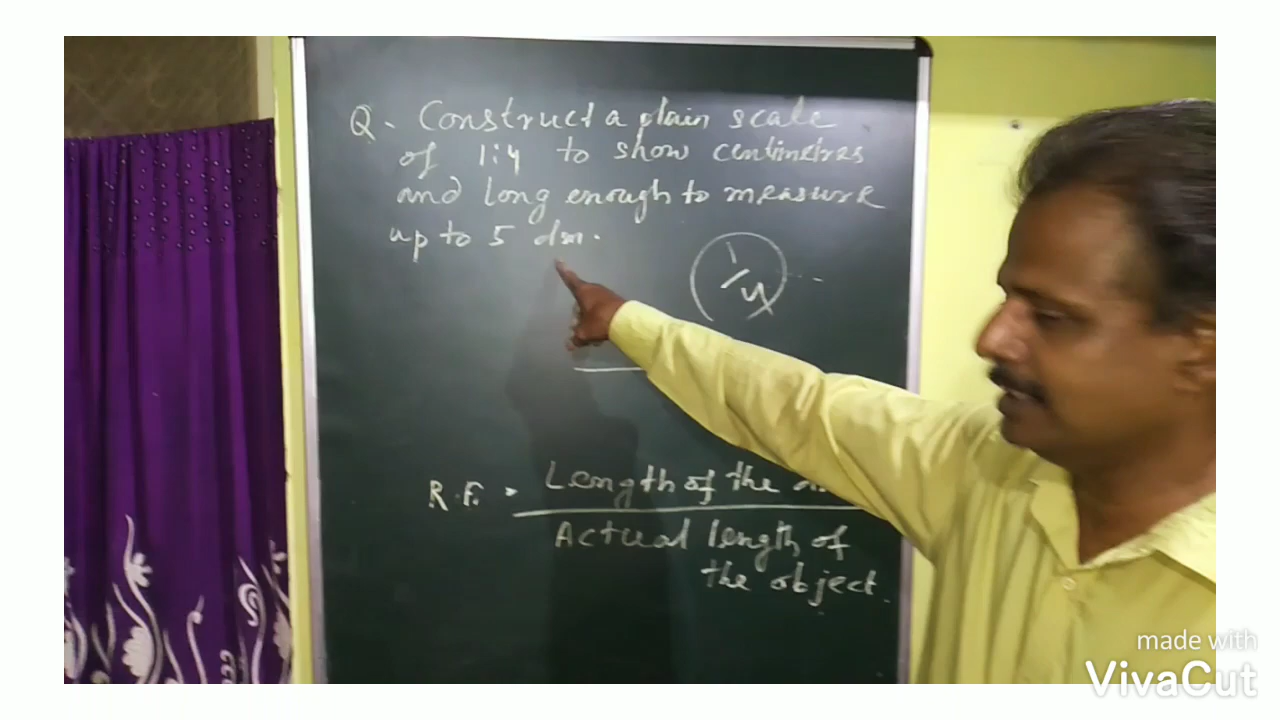 Q - Construct a plain scale
of 1:4 to show centimetres
and long enough to measure
up to 5 dm.
1/4
R.F. = Length of the
Actual length of
the object.
made with
VivaCut